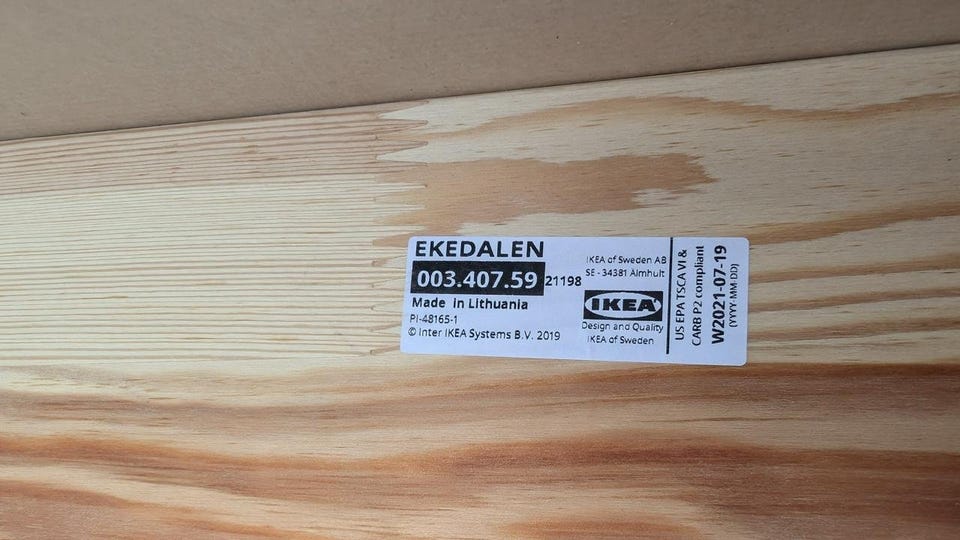 EKEDALEN
003.407.59 21198
Made in Lithuania
PI-48165-1
© Inter IKEA Systems B.V. 2019
IKEA of Sweden AB
SE - 34381 Älmhult
IKEA
Design and Quality
IKEA of Sweden
US EPA TSCA VI &
CARB P2 compliant
W2021-07-19
(YYYY-MM-DD)